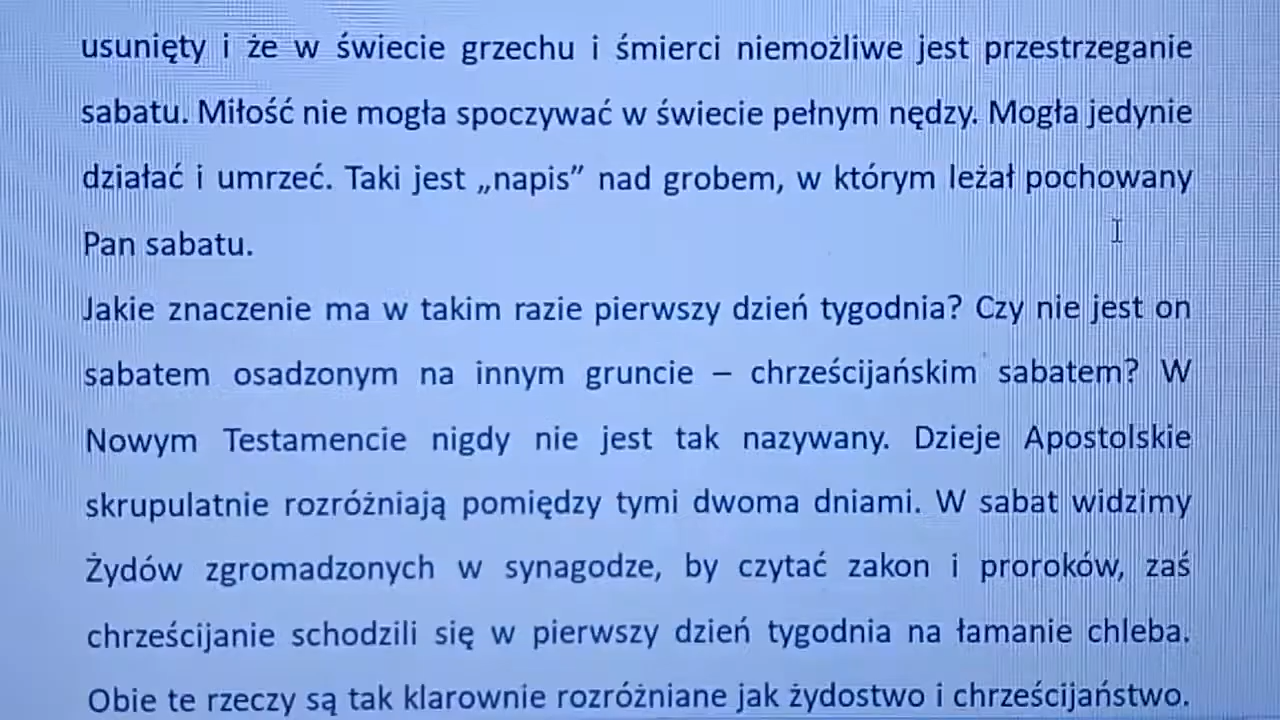 usunięty i że w świecie grzechu i śmierci niemożliwe jest przestrzeganie
sabatu. Miłość nie mogła spoczywać w świecie pełnym nędzy. Mogła jedynie
działać i umrzeć. Taki jest „napis” nad grobem, w którym leżał pochowany
Pan sabatu.
Jakie znaczenie ma w takim razie pierwszy dzień tygodnia? Czy nie jest on
sabatem osadzonym na innym gruncie – chrześcijańskim sabatem? W
Nowym Testamencie nigdy nie jest tak nazywany. Dzieje Apostolskie
skrupulatnie rozróżniają pomiędzy tymi dwoma dniami. W sabat widzimy
Żydów zgromadzonych w synagodze, by czytać zakon i proroków, zaś
chrześcijanie schodzili się w pierwszy dzień tygodnia na łamanie chleba.
Obie te rzeczy są tak klarownie rozróżniane jak żydostwo i chrześcijaństwo.